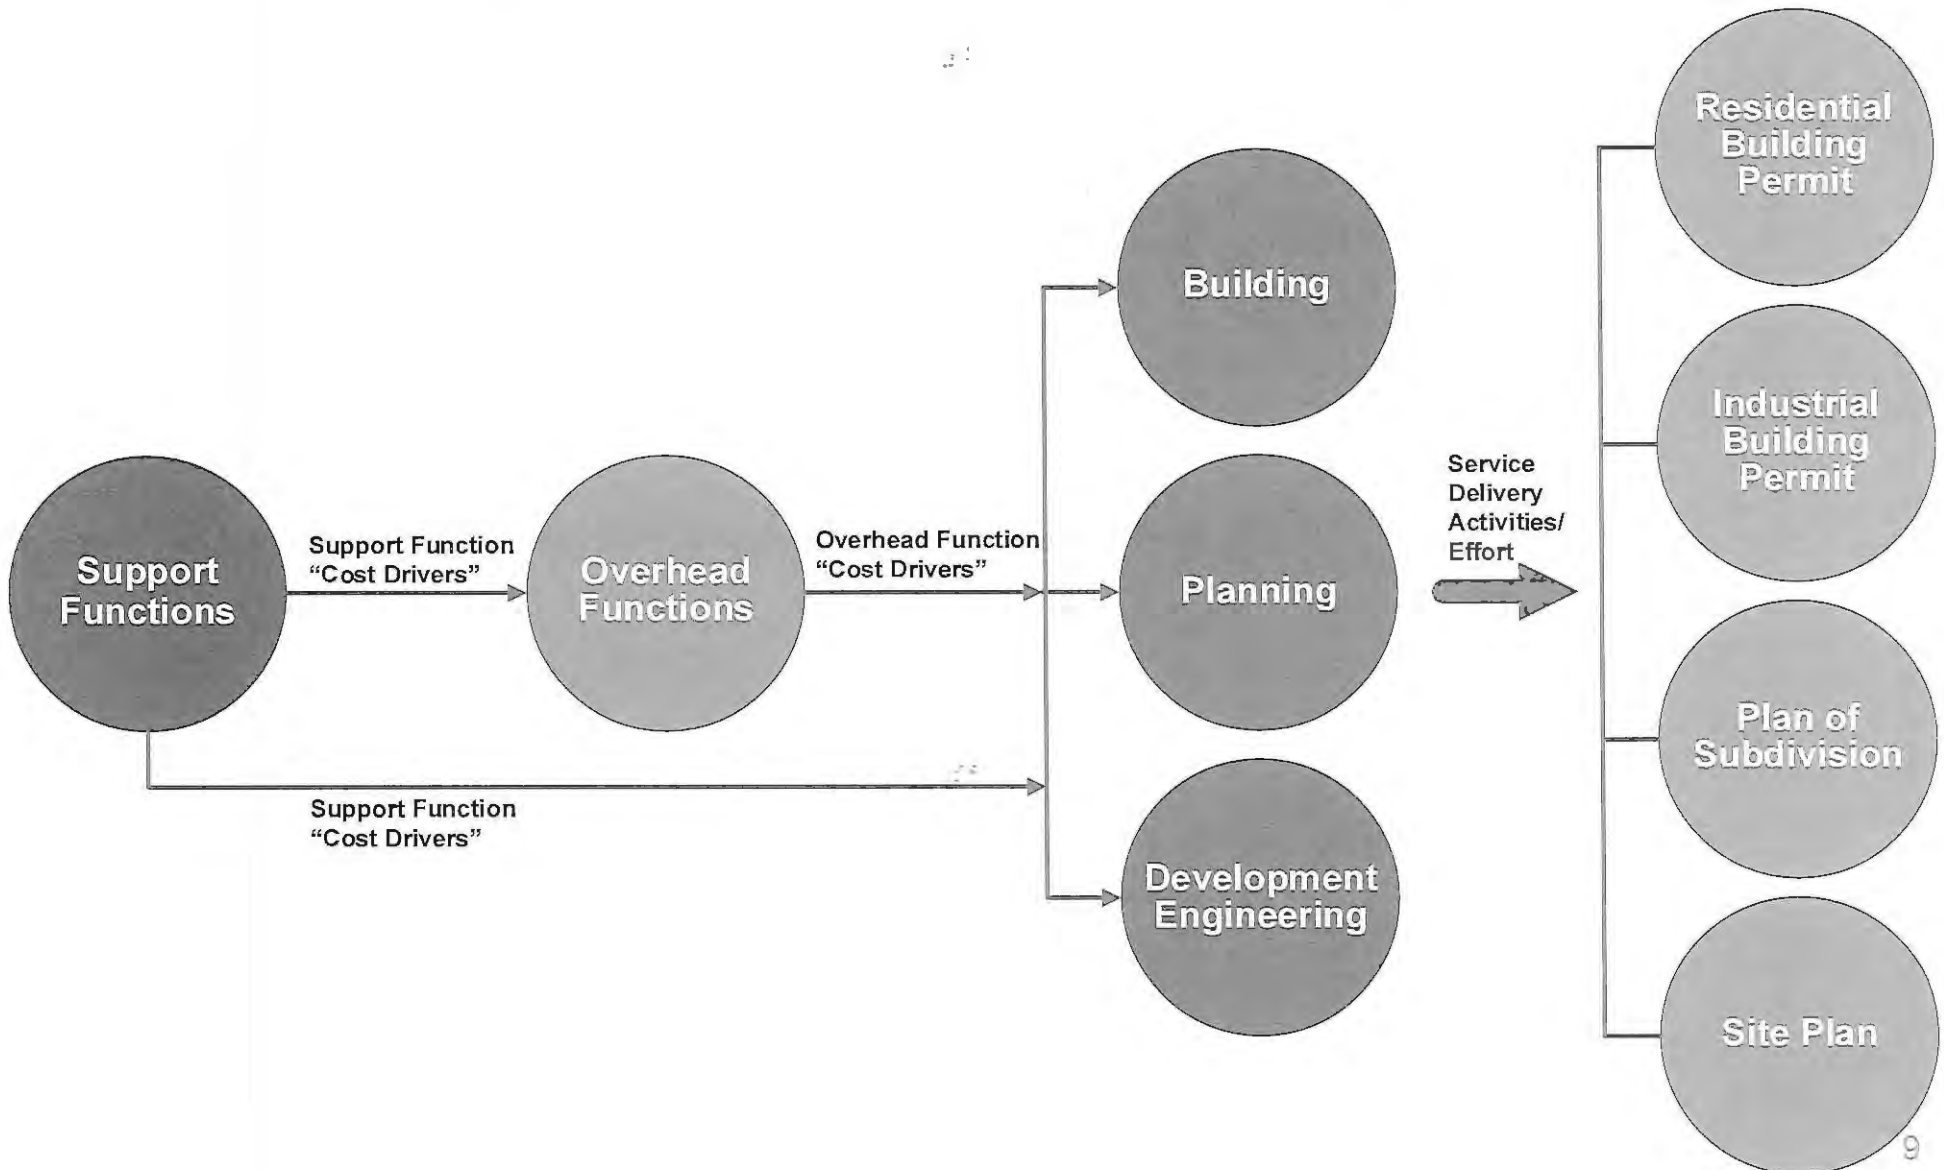 Support
Functions
Support Function
“Cost Drivers”
Support Function
“Cost Drivers”
Overhead
Functions
Overhead Function
“Cost Drivers”
Building
Planning
Development
Engineering
Service
Delivery
Activities/
Effort
Residential
Building
Permit
Industrial
Building
Permit
Plan of
Subdivision
Site Plan
9